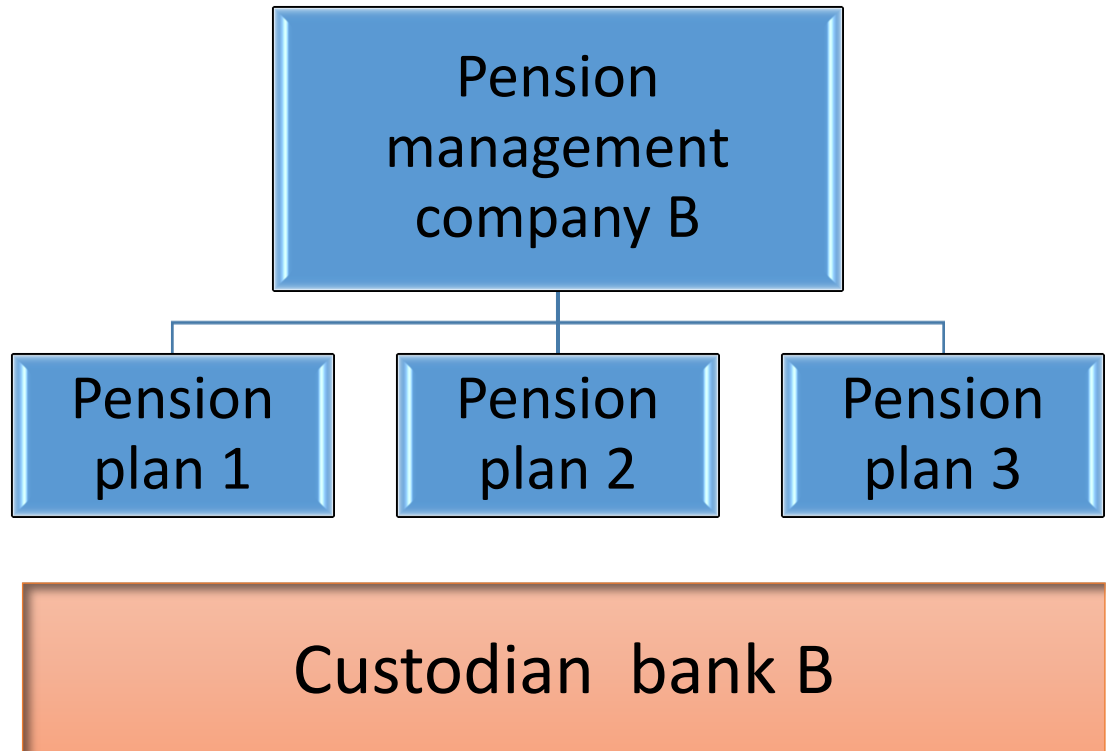 Pension
management
company B
Pension
plan 1
Pension
plan 2
Pension
plan 3
Custodian  bank B